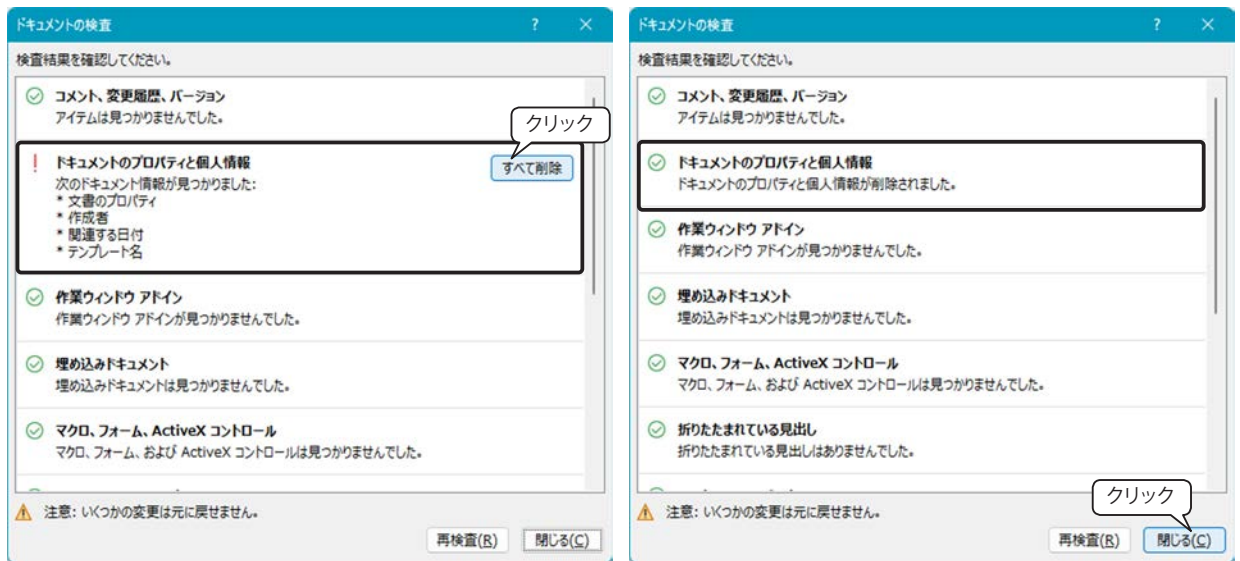 ドキュメントの検査
検査結果を確認してください。
コメント、変更履歴、バージョン
アイテムは見つかりませんでした。
クリック
ドキュメントのプロパティと個人情報
すべて削除
次のドキュメント情報が見つかりました:
* 文書のプロパティ
* 作成者
* 関連する日付
* テンプレート名
作業ウィンドウ アドイン
作業ウィンドウ アドインが見つかりませんでした。
埋め込みドキュメント
埋め込みドキュメントは見つかりませんでした。
マクロ、フォーム、ActiveX コントロール
マクロ、フォーム、および ActiveX コントロールは見つかりませんでした。
注意: いくつかの変更は元に戻せません。
再検査(R) 閉じる(C)
ドキュメントの検査
検査結果を確認してください。
コメント、変更履歴、バージョン
アイテムは見つかりませんでした。
ドキュメントのプロパティと個人情報
ドキュメントのプロパティと個人情報が削除されました。
作業ウィンドウ アドイン
作業ウィンドウ アドインが見つかりませんでした。
埋め込みドキュメント
埋め込みドキュメントは見つかりませんでした。
マクロ、フォーム、ActiveX コントロール
マクロ、フォーム、および ActiveX コントロールは見つかりませんでした。
折りたたまれている見出し
折りたたまれている見出しはありませんでした。
クリック
注意: いくつかの変更は元に戻せません。
再検査(R) 閉じる(C)